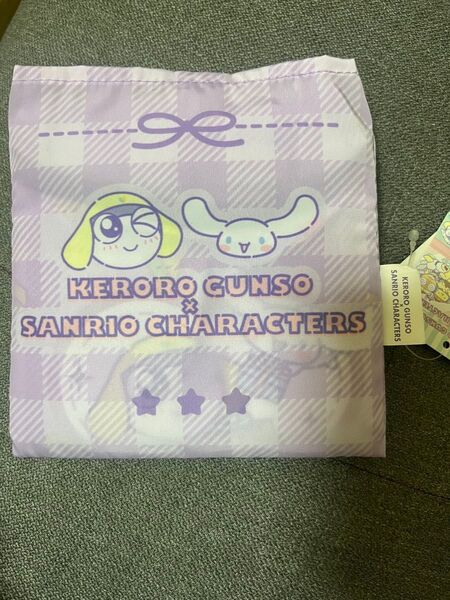 KERORO GUNSO
×
SANRIO CHARACTERS
KERORO GUNSO
×
SANRIO CHARACTERS